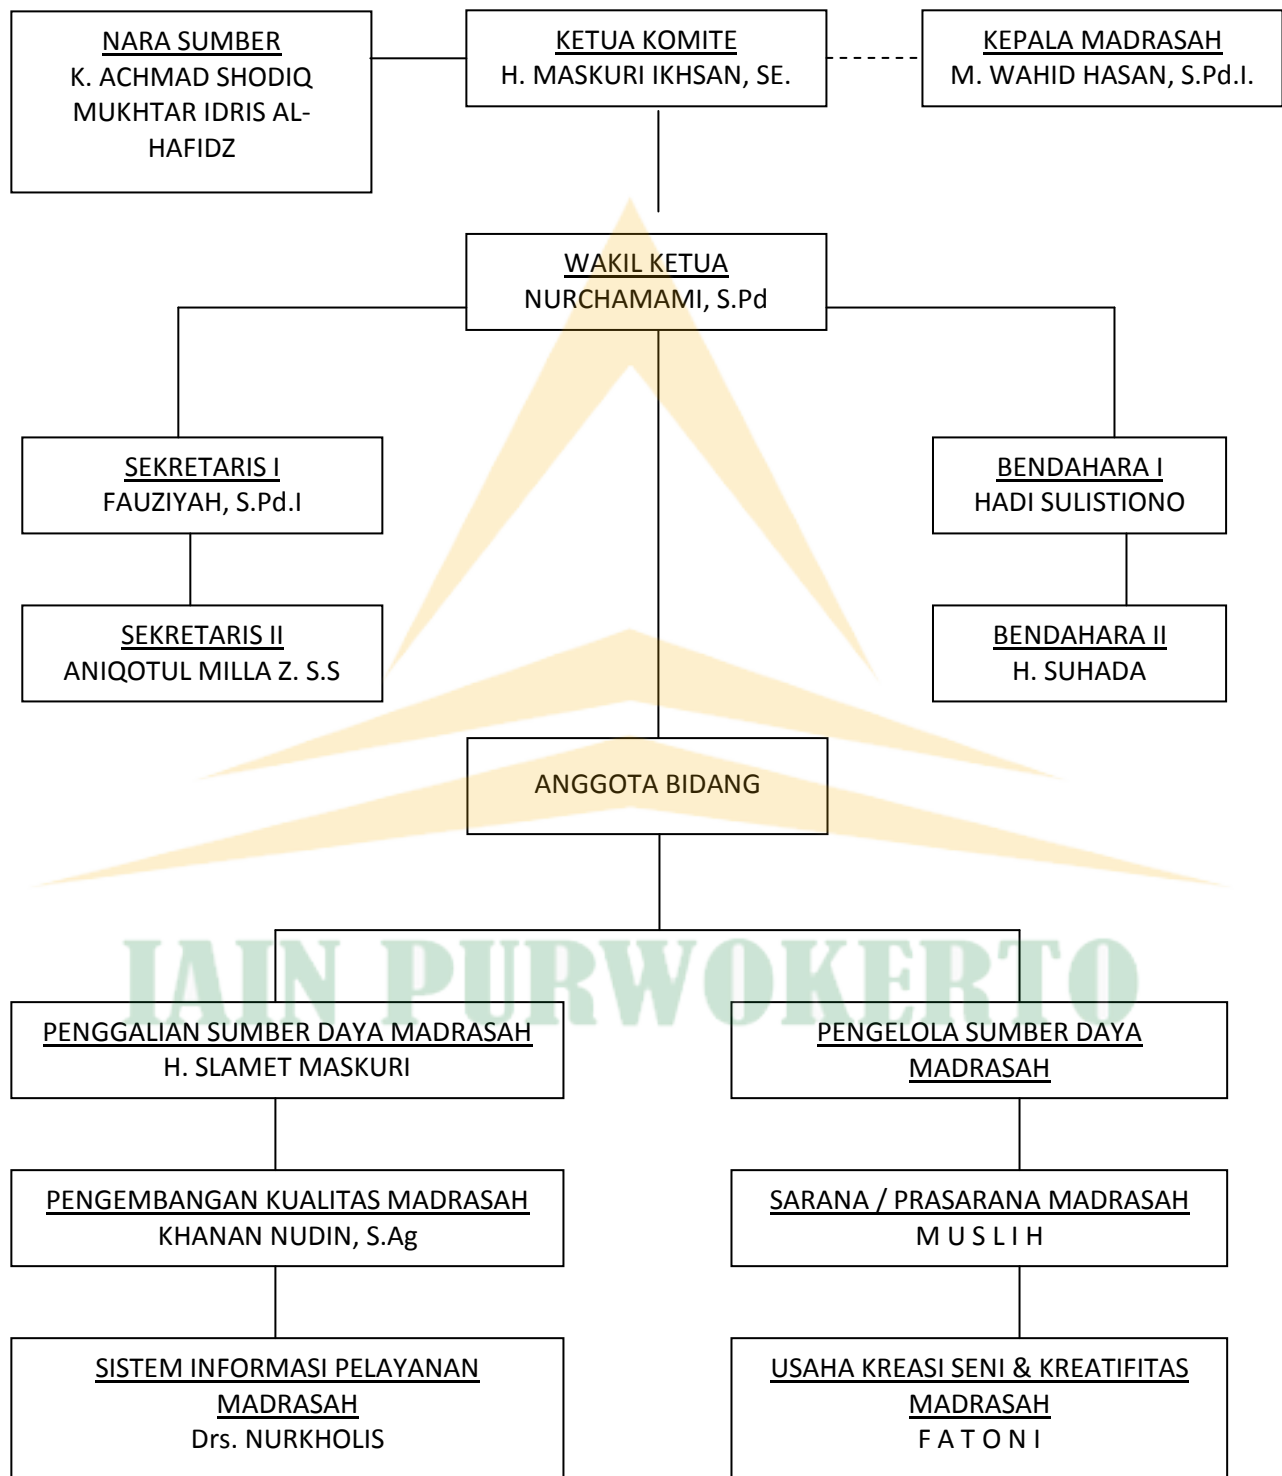 NARA SUMBER
K. ACHMAD SHODIQ
MUKHTAR IDRIS AL-
HAFIDZ
KETUA KOMITE
H. MASKURI IKHSAN, SE.
KEPALA MADRASAH
M. WAHID HASAN, S.Pd.I.
WAKIL KETUA
NURCHAMAMI, S.Pd
SEKRETARIS I
FAUZIYAH, S.Pd.I
BENDAHARA I
HADI SULISTIONO
SEKRETARIS II
ANIQOTUL MILLA Z. S.S
BENDAHARA II
H. SUHADA
ANGGOTA BIDANG
IAIN PURWOKERTO
PENGGALIAN SUMBER DAYA MADRASAH
H. SLAMET MASKURI
PENGELOLA SUMBER DAYA
MADRASAH
PENGEMBANGAN KUALITAS MADRASAH
KHANAN NUDIN, S.Ag
SARANA / PRASARANA MADRASAH
M U S L I H
SISTEM INFORMASI PELAYANAN
MADRASAH
Drs. NURKHOLIS
USAHA KREASI SENI & KREATIFITAS
MADRASAH
F A T O N I